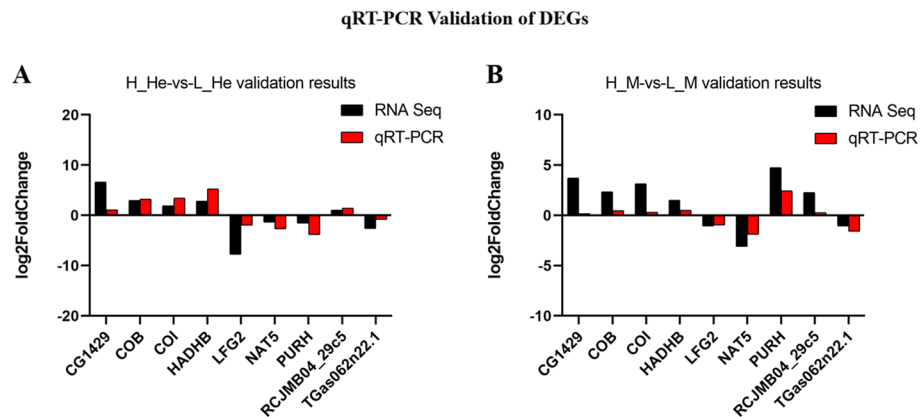 qRT-PCR Validation of DEGs
A
H_He-vs-L_He validation results
RNA Seq
qRT-PCR
log2FoldChange
20
10
0
-10
-20
CG1429
COB
COI
HADHB
LFG2
NAT5
PURH
RCJMB04_29c5
TGas062n22.1
B
H_M-vs-L_M validation results
RNA Seq
qRT-PCR
log2FoldChange
10
5
0
-5
-10
CG1429
COB
COI
HADHB
LFG2
NAT5
PURH
RCJMB04_29c5
TGas062n22.1